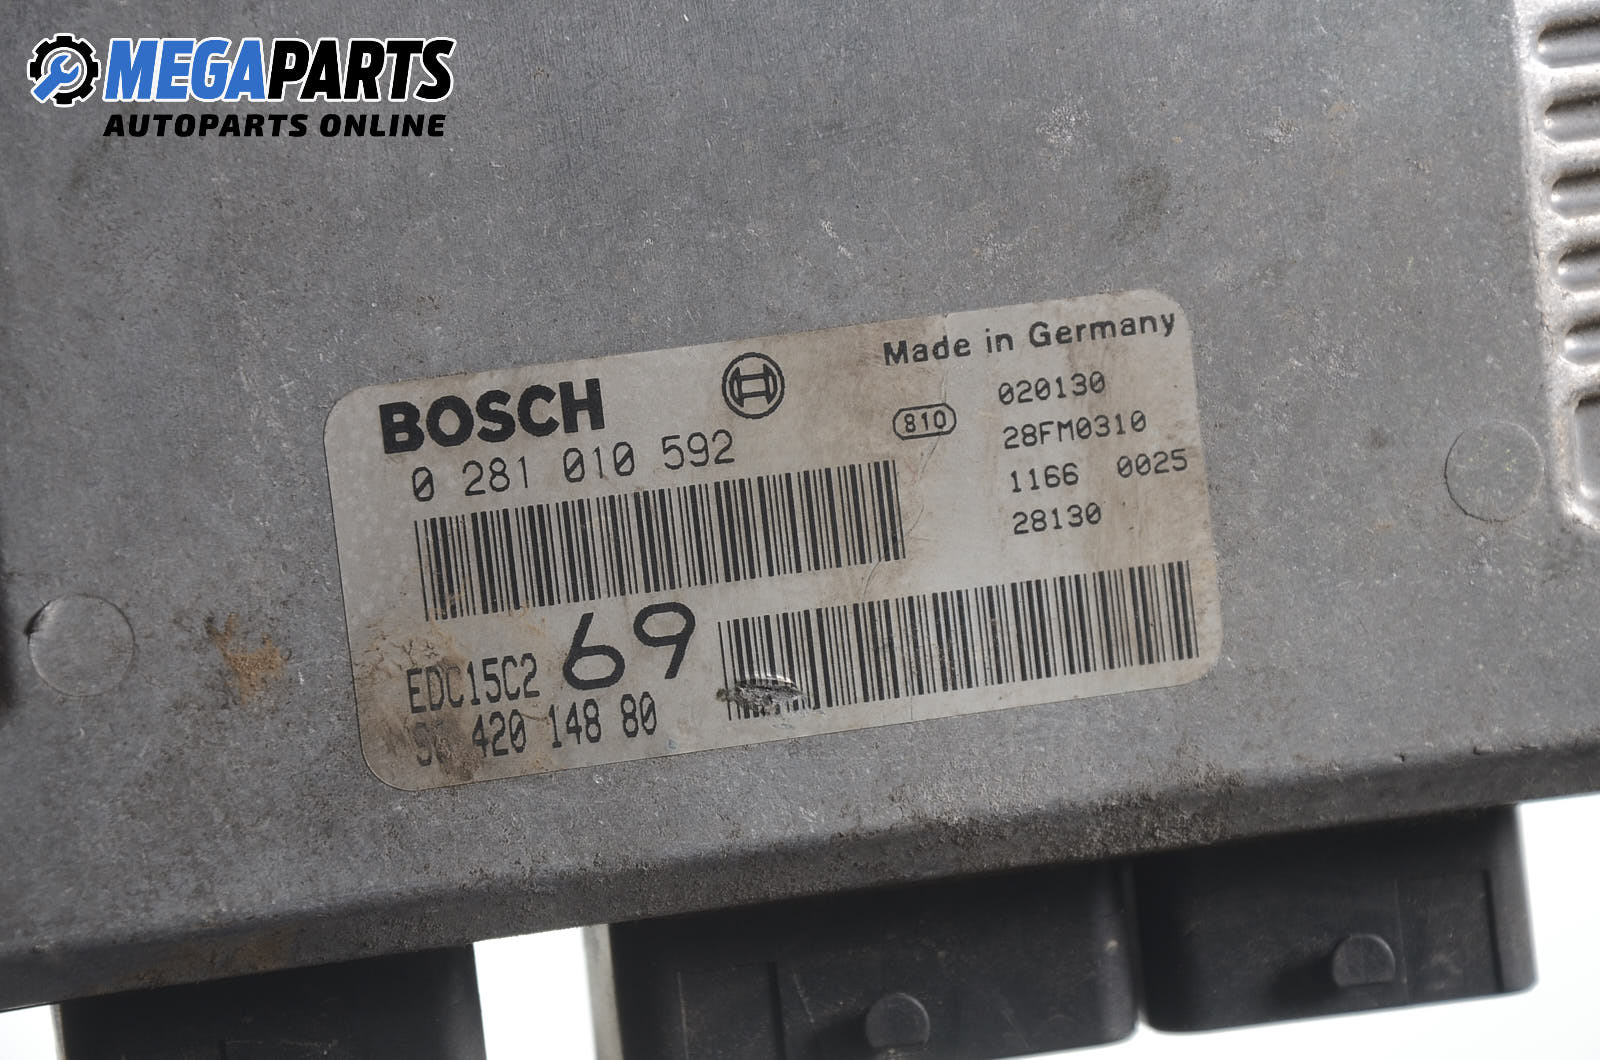 MEGAPARTS
AUTOPARTS ONLINE
Made in Germany
BOSCH
020130
810
28FM0310
0 281 010 592
1166 0025
28130
69
EDC15C2
420 148 80